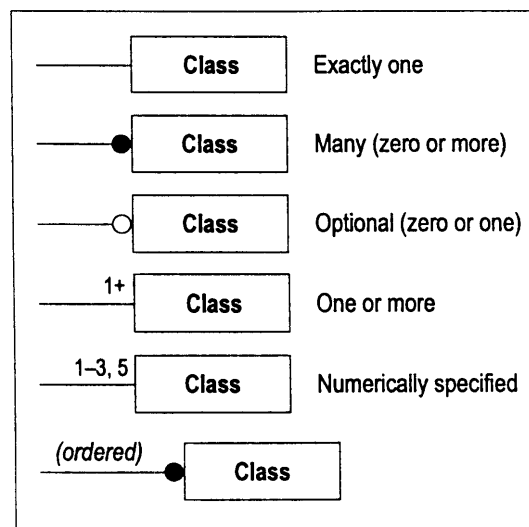 Class Exactly one
Class Many (zero or more)
Class Optional (zero or one)
1+ Class One or more
1–3, 5 Class Numerically specified
(ordered) Class